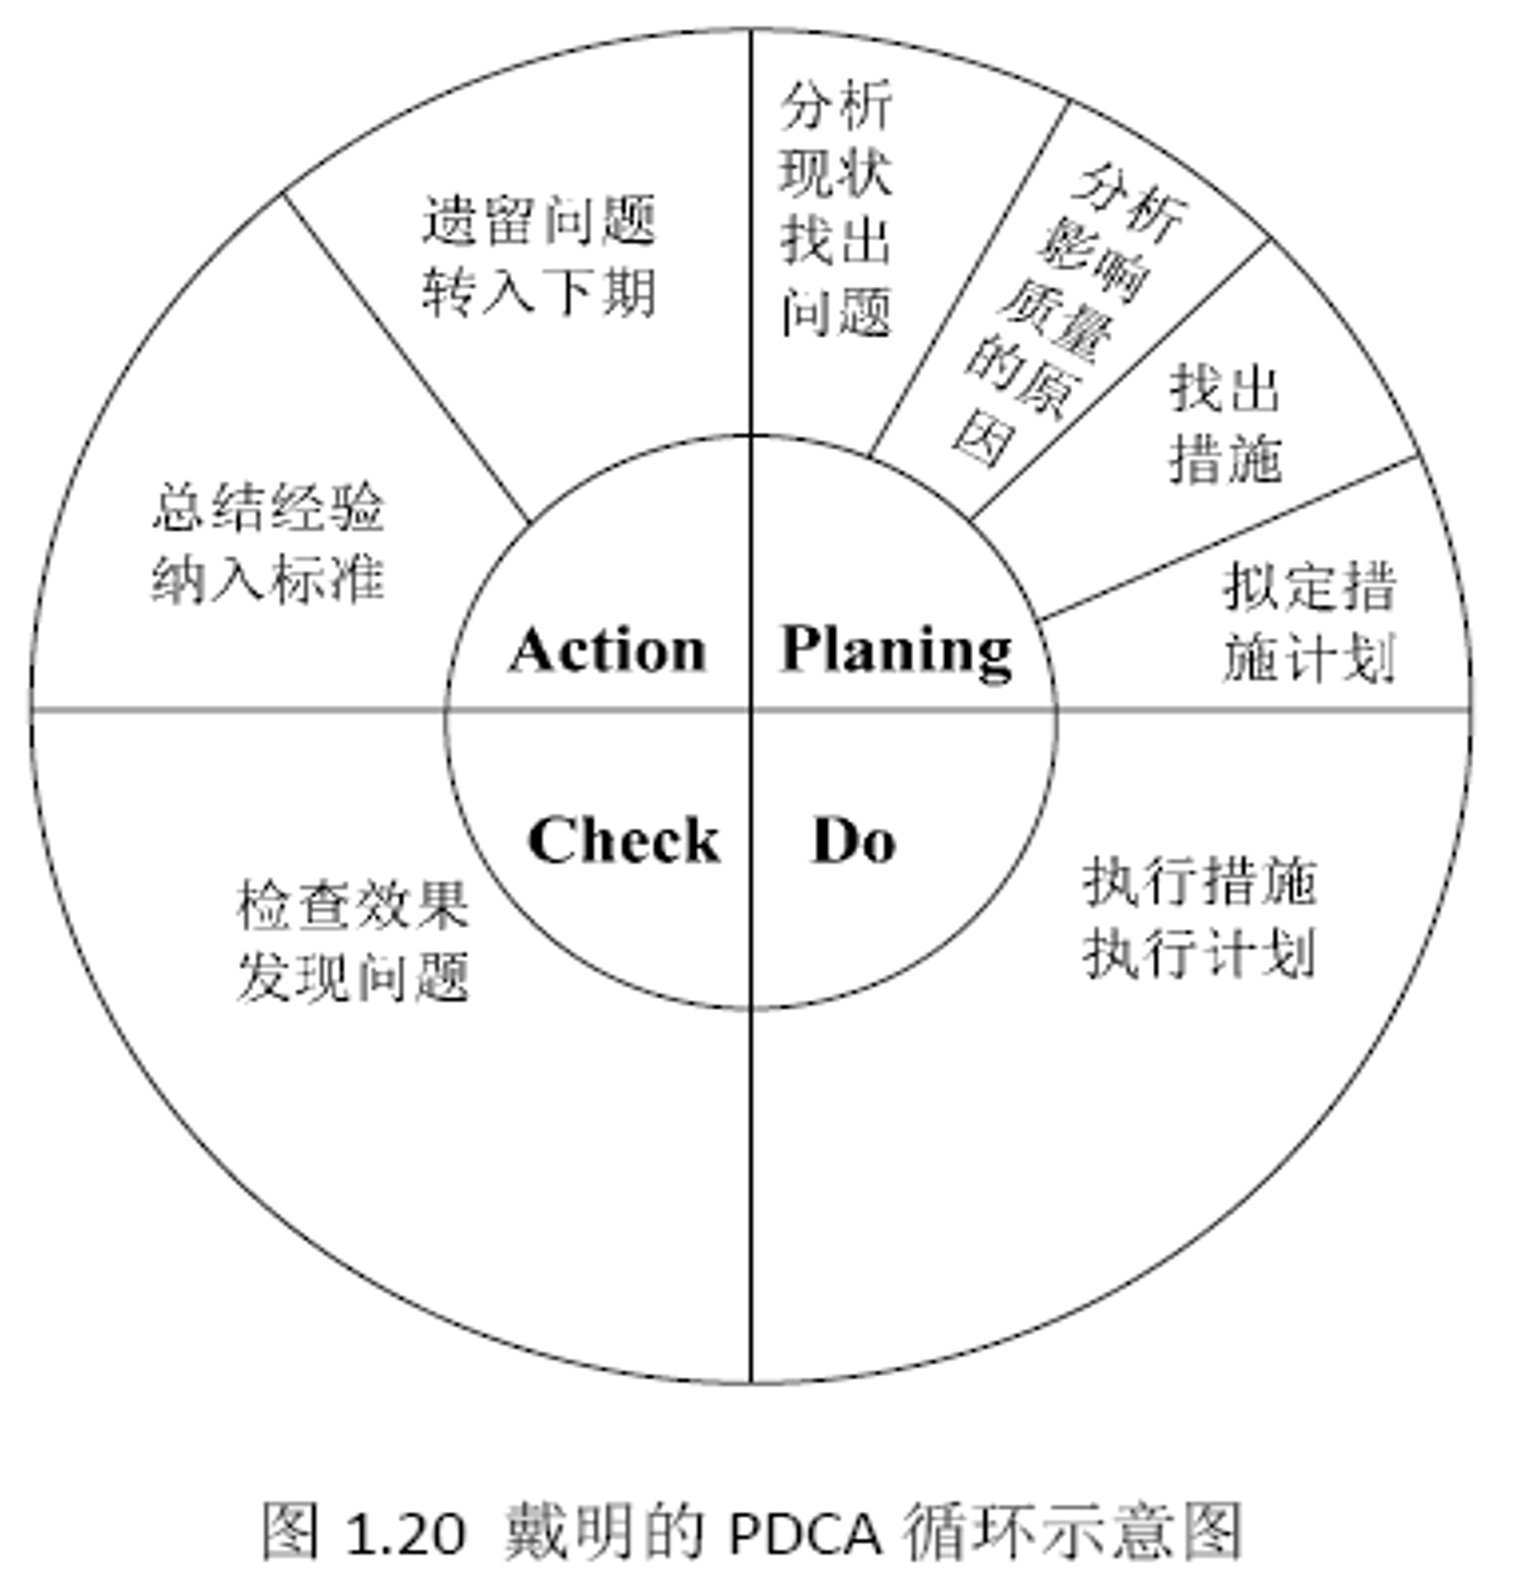 分析
现状
找出
问题
分析
影响
质量
的原
因
找出
措施
拟定措
施计划
遗留问题
转入下期
总结经验
纳入标准
Action
Planing
Check
Do
检查效果
发现问题
执行措施
执行计划
图 1.20 戴明的 PDCA 循环示意图